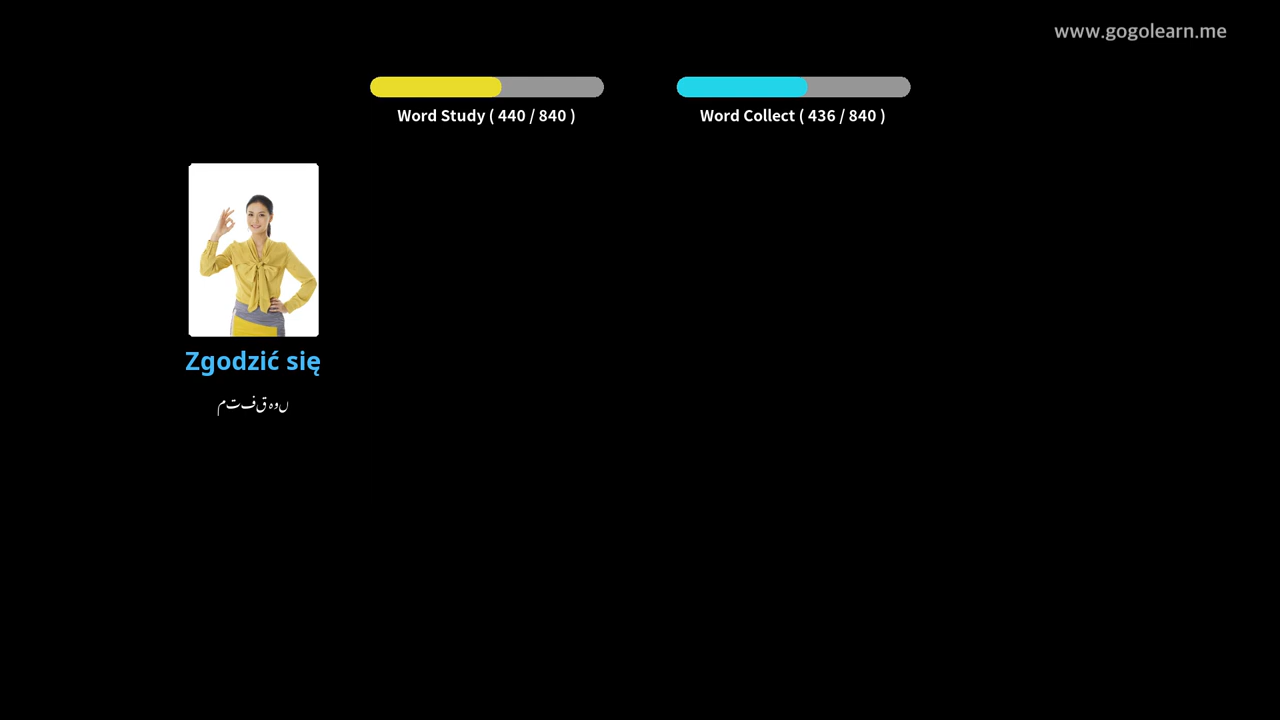 www.gogolearn.me
Word Study ( 440 / 840 )
Word Collect ( 436 / 840 )
Zgodzić się
متفق ہوں